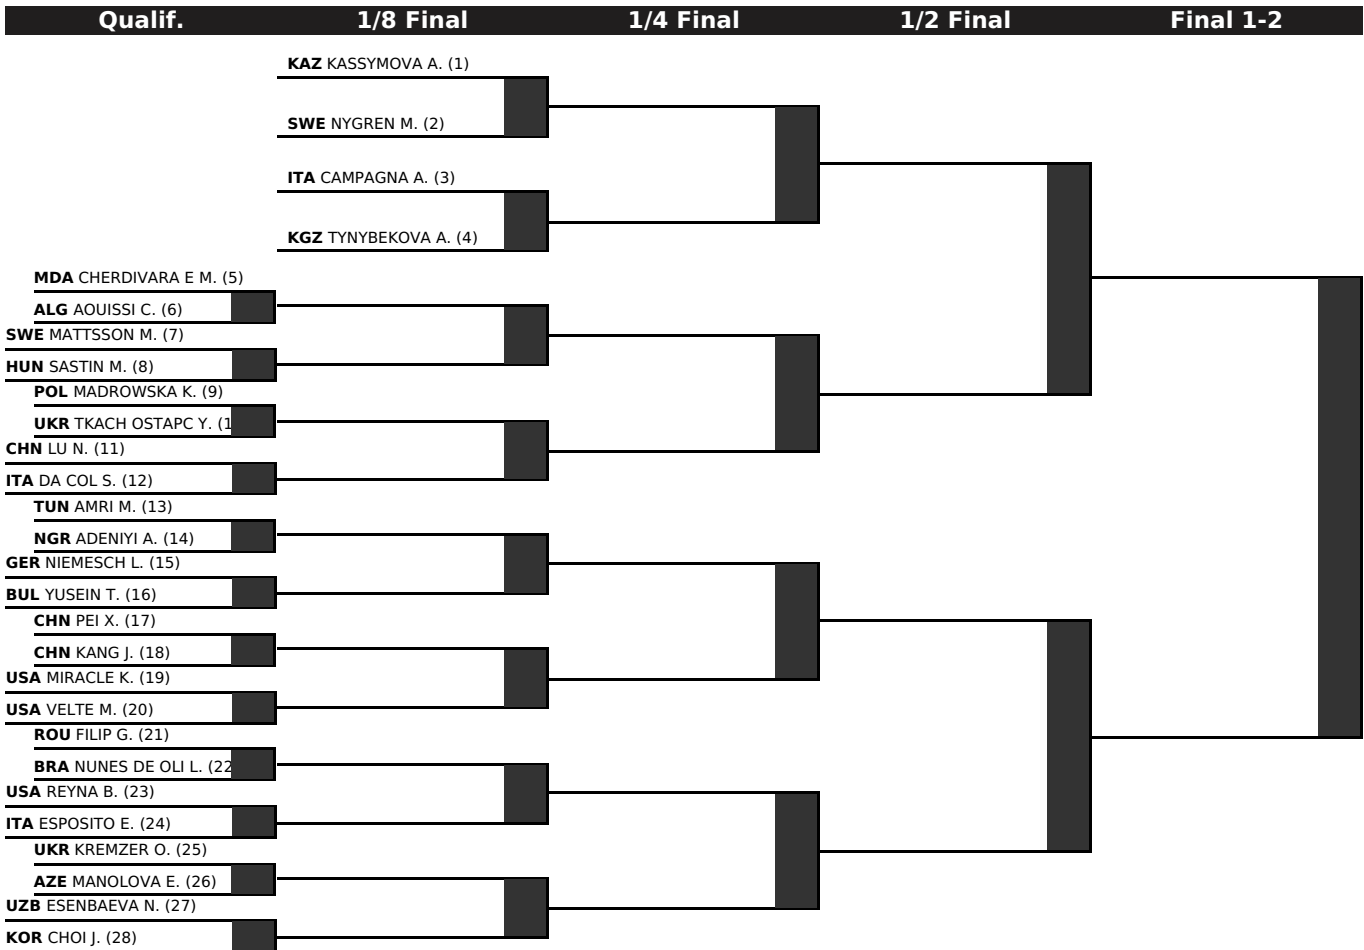 Qualif. 1/8 Final 1/4 Final 1/2 Final Final 1-2
KAZ KASSYMOVA A. (1)
SWE NYGREN M. (2)
ITA CAMPAGNA A. (3)
KGZ TYNYBEKOVA A. (4)
MDA CHERDIVARA E M. (5)
ALG AOUISSI C. (6)
SWE MATTSSON M. (7)
HUN SASTIN M. (8)
POL MADROWSKA K. (9)
UKR TKACH OSTAPC Y. (1
CHN LU N. (11)
ITA DA COL S. (12)
TUN AMRI M. (13)
NGR ADENIYI A. (14)
GER NIEMESCH L. (15)
BUL YUSEIN T. (16)
CHN PEI X. (17)
CHN KANG J. (18)
USA MIRACLE K. (19)
USA VELTE M. (20)
ROU FILIP G. (21)
BRA NUNES DE OLI L. (22
USA REYNA B. (23)
ITA ESPOSITO E. (24)
UKR KREMZER O. (25)
AZE MANOLOVA E. (26)
UZB ESENBAEVA N. (27)
KOR CHOI J. (28)